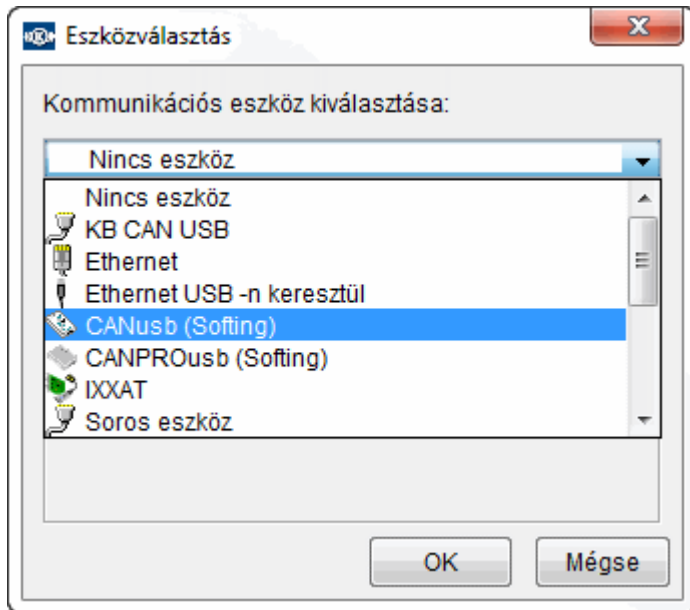 Eszközválasztás
Kommunikációs eszköz kiválasztása:
Nincs eszköz
Nincs eszköz
KB CAN USB
Ethernet
Ethernet USB -n keresztül
CANusb (Softing)
CANPROusb (Softing)
IXXAT
Soros eszköz
OK Mégse